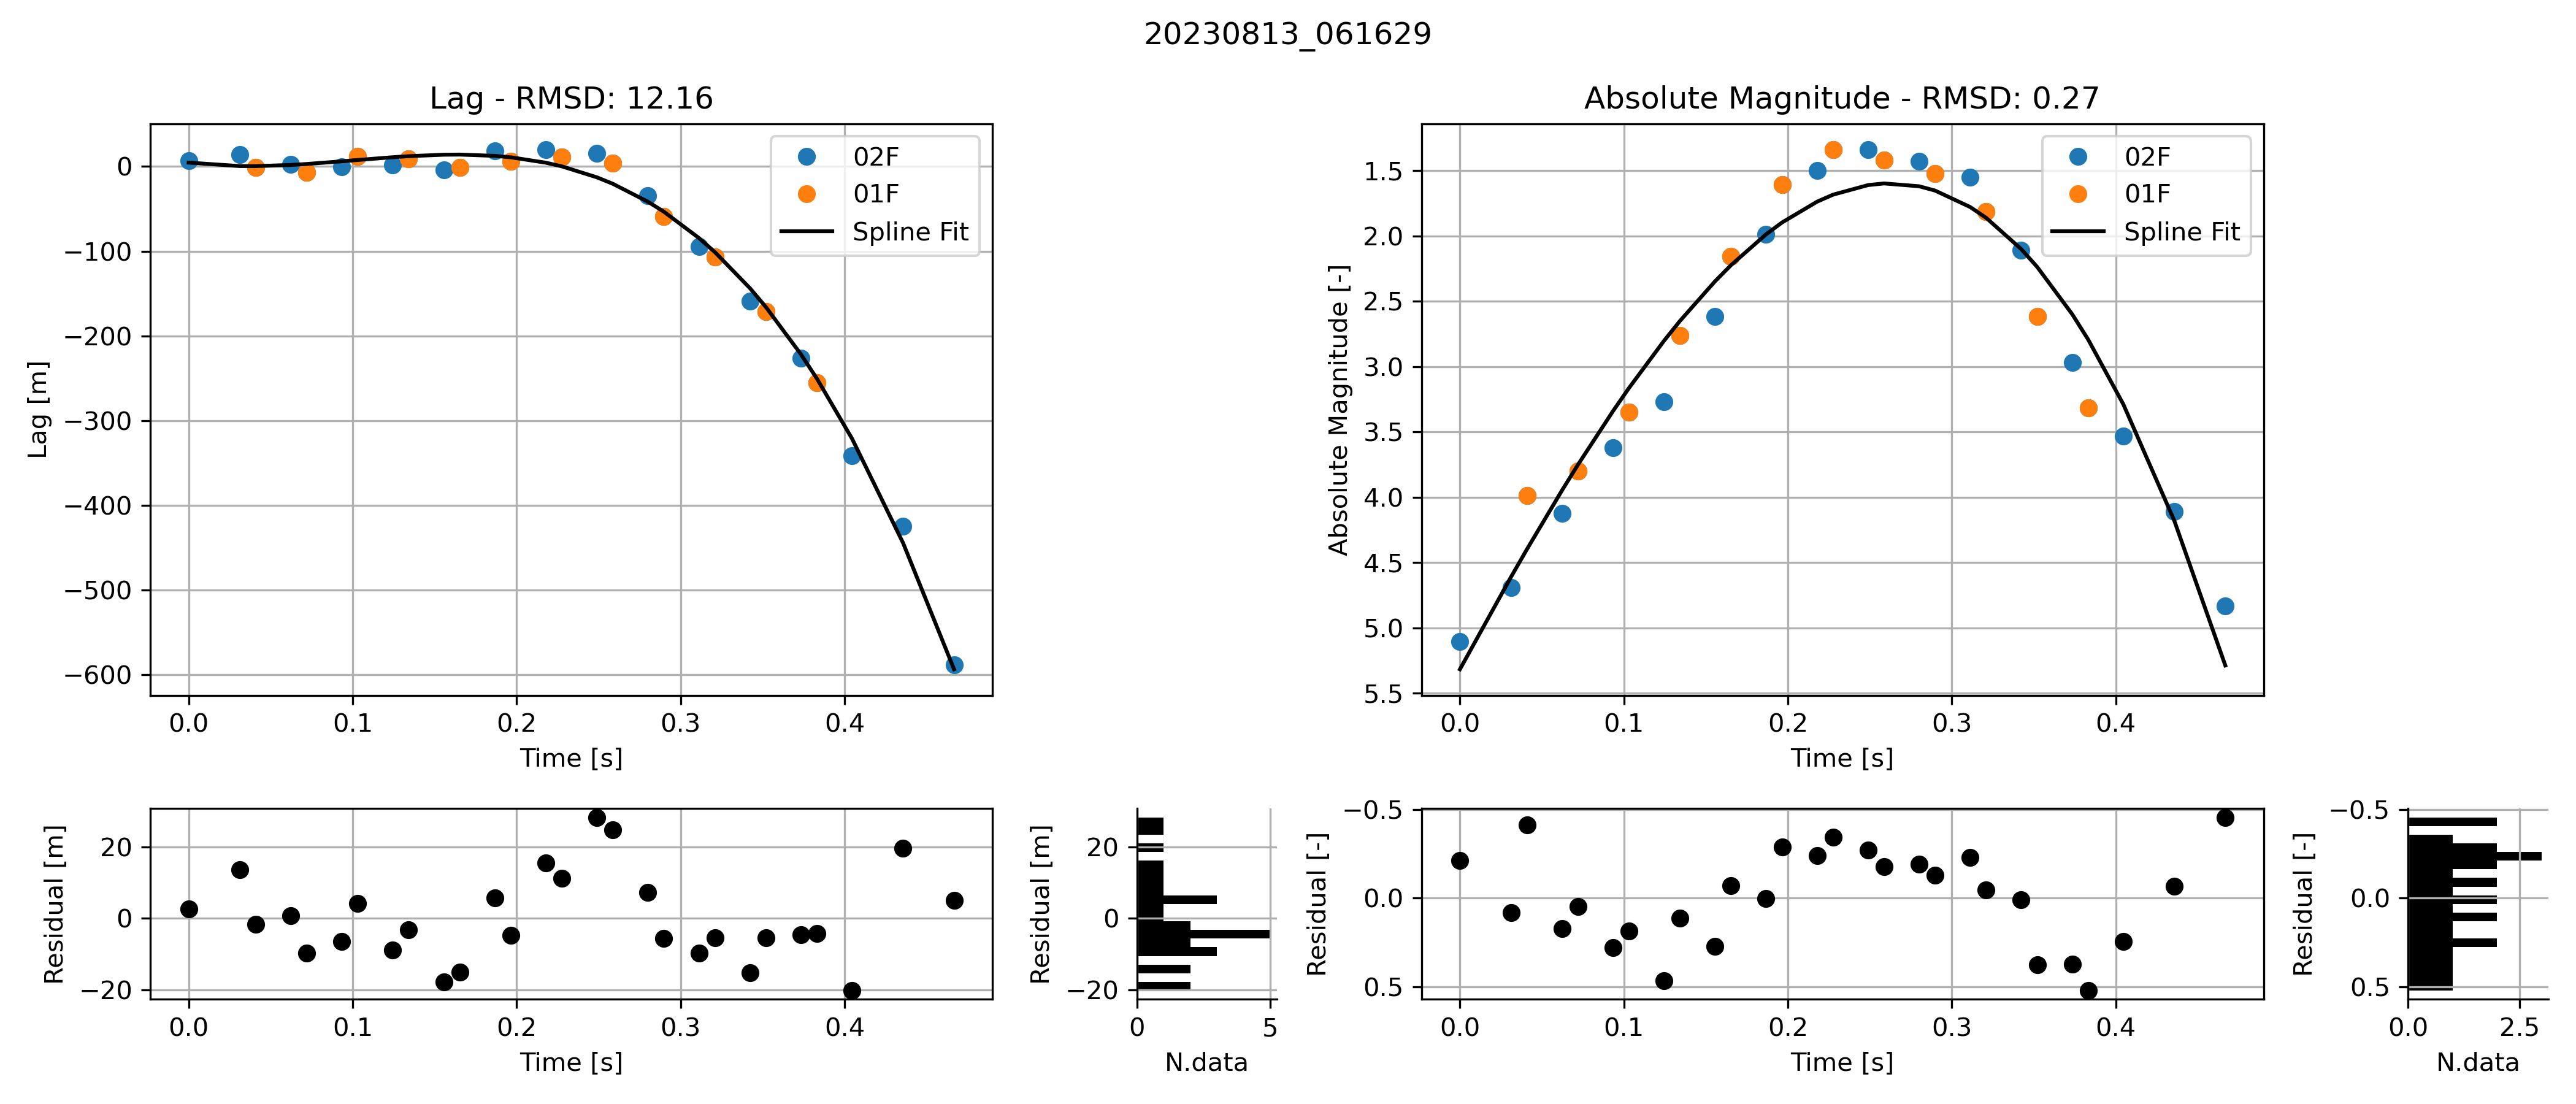 20230813_061629
Lag - RMSD: 12.16
Lag [m]
0
−100
−200
−300
−400
−500
−600
0.0 0.1 0.2 0.3 0.4
Time [s]
02F
01F
Spline Fit
Absolute Magnitude - RMSD: 0.27
Absolute Magnitude [-]
1.5
2.0
2.5
3.0
3.5
4.0
4.5
5.0
5.5
0.0 0.1 0.2 0.3 0.4
Time [s]
02F
01F
Spline Fit
Residual [m]
20
0
−20
0.0 0.1 0.2 0.3 0.4
Time [s]
Residual [m]
20
0
−20
0 5
N.data
Residual [-]
−0.5
0.0
0.5
0.0 0.1 0.2 0.3 0.4
Time [s]
Residual [-]
−0.5
0.0
0.5
0.0 2.5
N.data